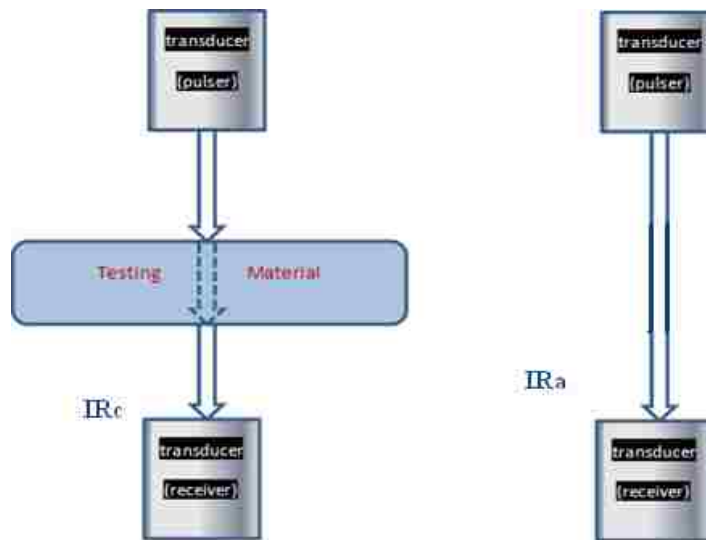 transducer
(pulser)
transducer
(pulser)
Testing Material
IRc
IRa
transducer
(receiver)
transducer
(receiver)